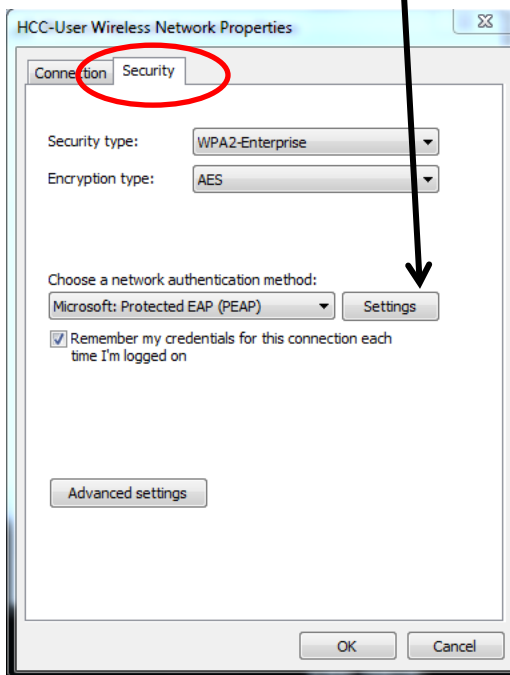 HCC-User Wireless Network Properties
Connection Security
Security type: WPA2-Enterprise
Encryption type: AES
Choose a network authentication method:
Microsoft: Protected EAP (PEAP) Settings
Remember my credentials for this connection each
time I'm logged on
Advanced settings
OK Cancel